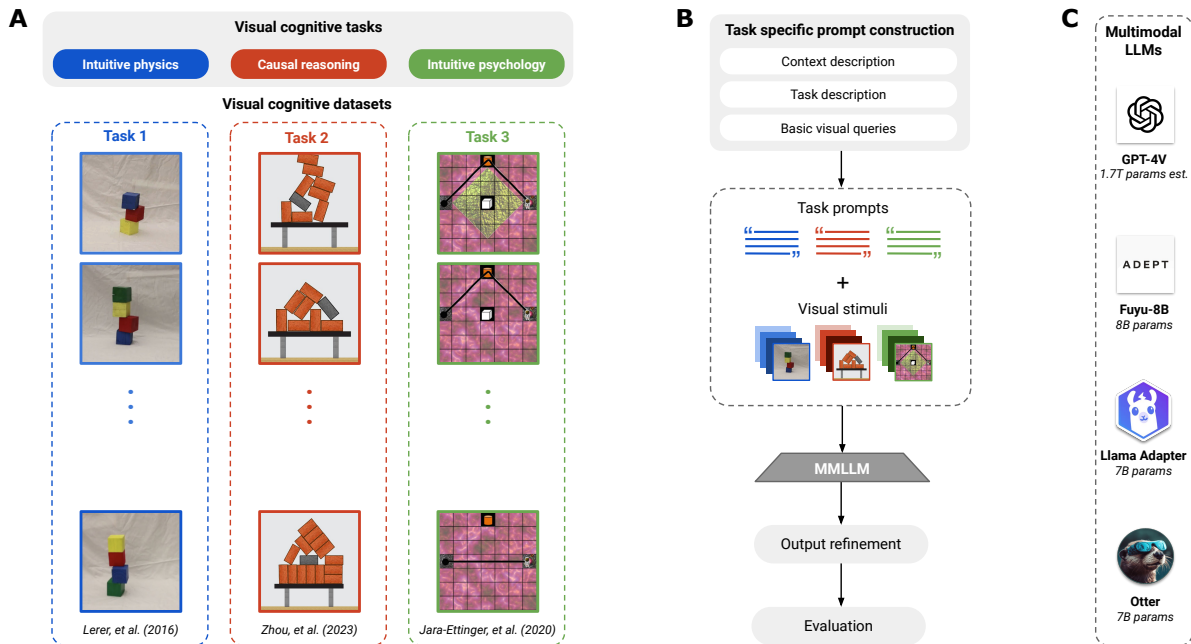 A
Visual cognitive tasks
Intuitive physics
Causal reasoning
Intuitive psychology
Visual cognitive datasets
Task 1
Task 2
Task 3
Lerer, et al. (2016)
Zhou, et al. (2023)
Jara-Ettinger, et al. (2020)
B
Task specific prompt construction
Context description
Task description
Basic visual queries
Task prompts
+
Visual stimuli
MMLLM
Output refinement
Evaluation
C
Multimodal
LLMs
GPT-4V
1.7T params est.
ADEPT
Fuyu-8B
8B params
Llama Adapter
7B params
Otter
7B params